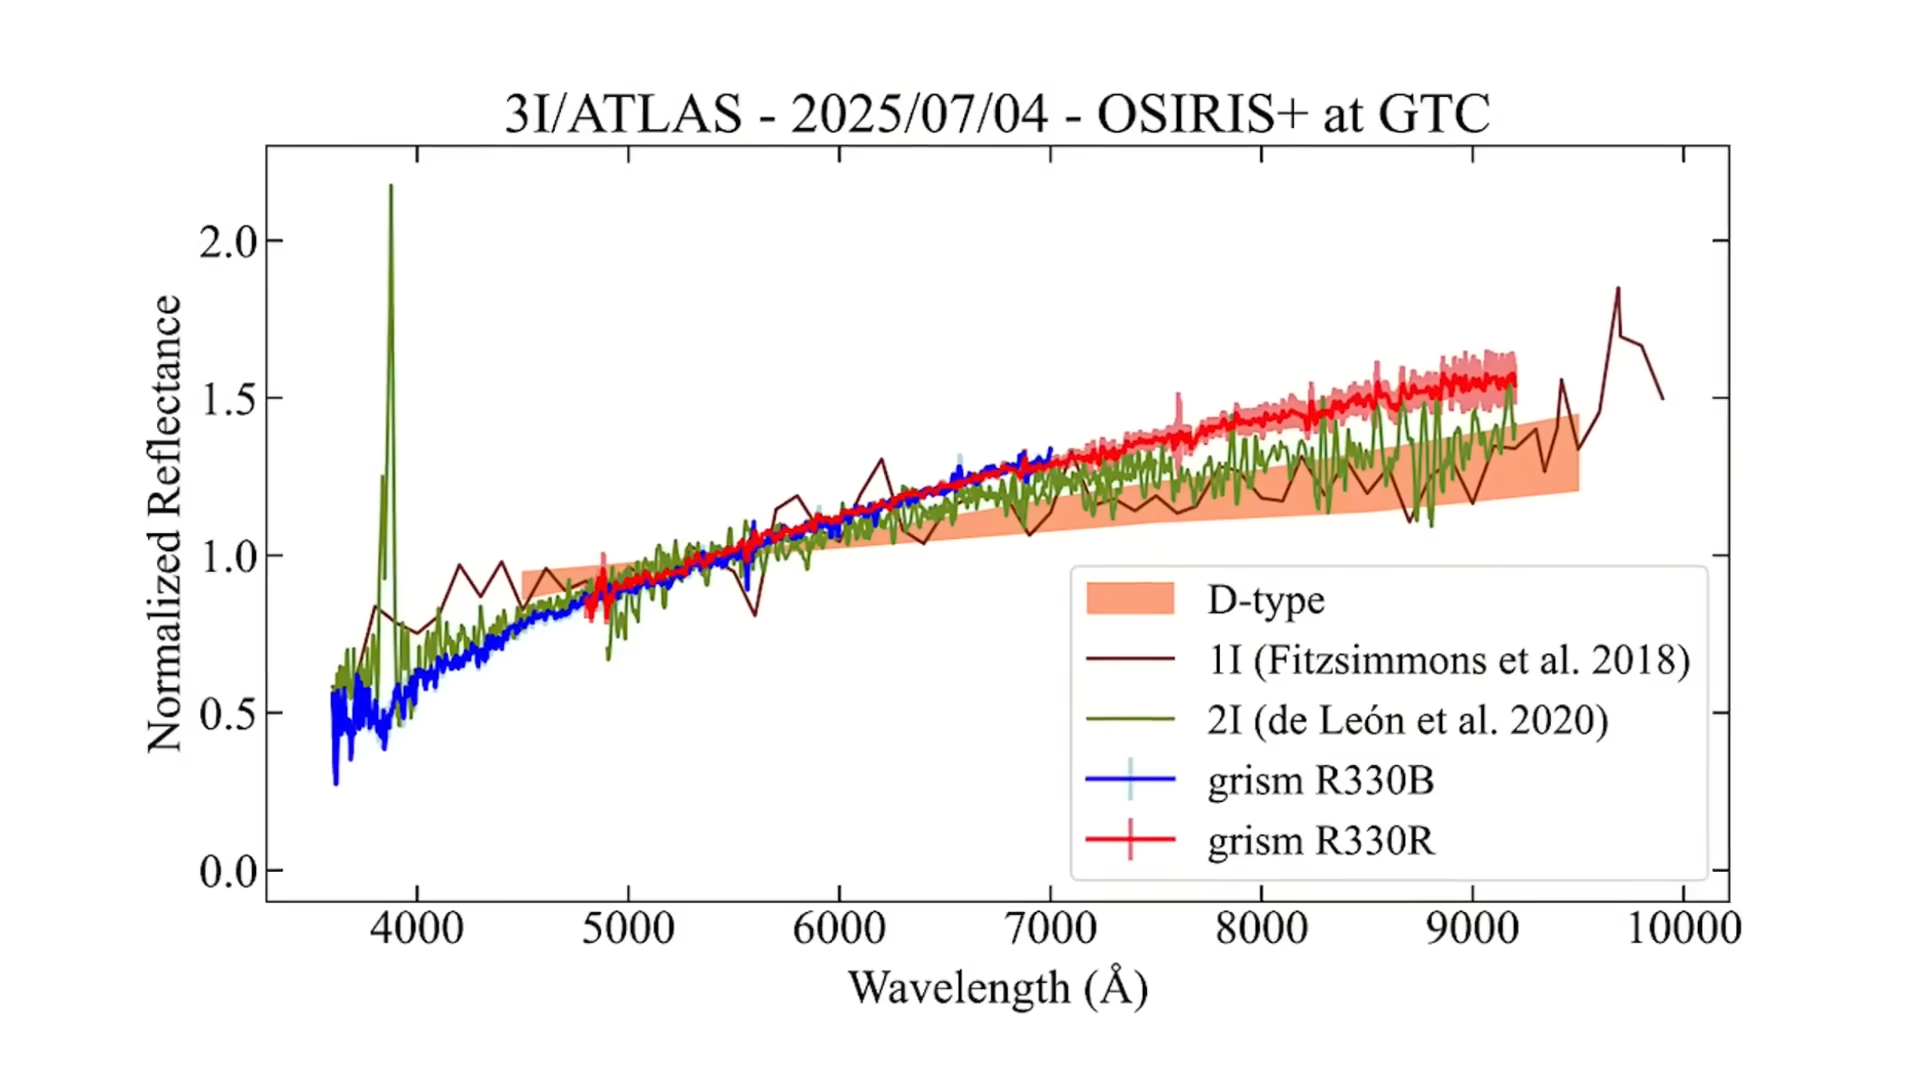 3I/ATLAS - 2025/07/04 - OSIRIS+ at GTC
Normalized Reflectance
2.0
1.5
1.0
0.5
0.0
D-type
1I (Fitzsimmons et al. 2018)
2I (de León et al. 2020)
grism R330B
grism R330R
4000 5000 6000 7000 8000 9000 10000
Wavelength (Å)